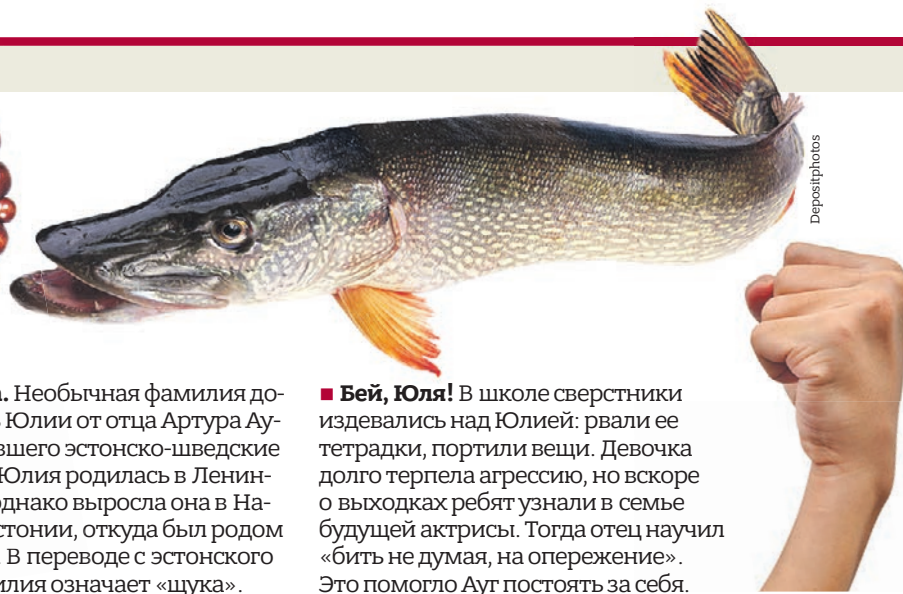 Depositphotos
Необычная фамилия до-
Юлии от отца Артура Ау-
эстонско-шведские
Юлия родилась в Ленин-
однако выросла она в На-
откуда был родом
В переводе с эстонского
означает «щука».
■ Бей, Юля! В школе сверстники
издевались над Юлией: рвали ее
тетрадки, портили вещи. Девочка
долго терпела агрессию, но вскоре
о выходках ребят узнали в семье
будущей актрисы. Тогда отец научил
«бить не думая, на опережение».
Это помогло Ауг постоять за себя.